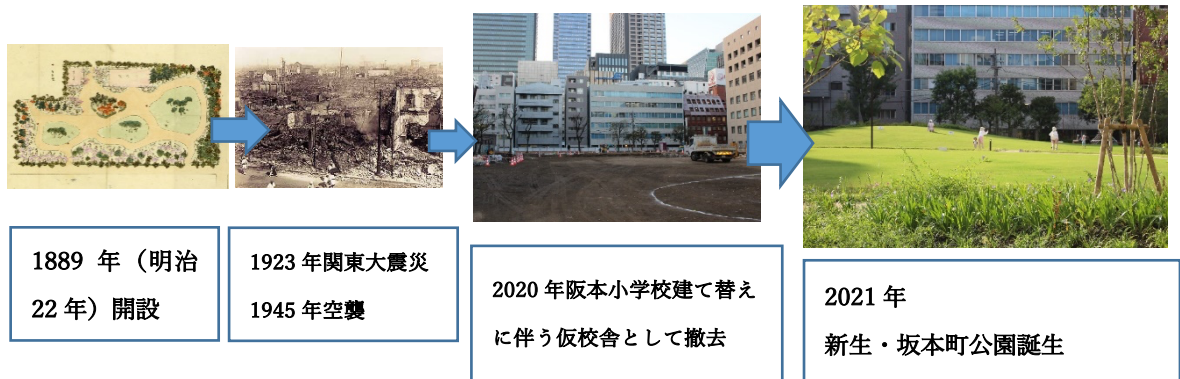 1889 年（明治
22 年）開設
1923 年関東大震災
1945 年空襲
2020 年阪本小学校建て替え
に伴う仮校舎として撤去
2021 年
新生・坂本町公園誕生